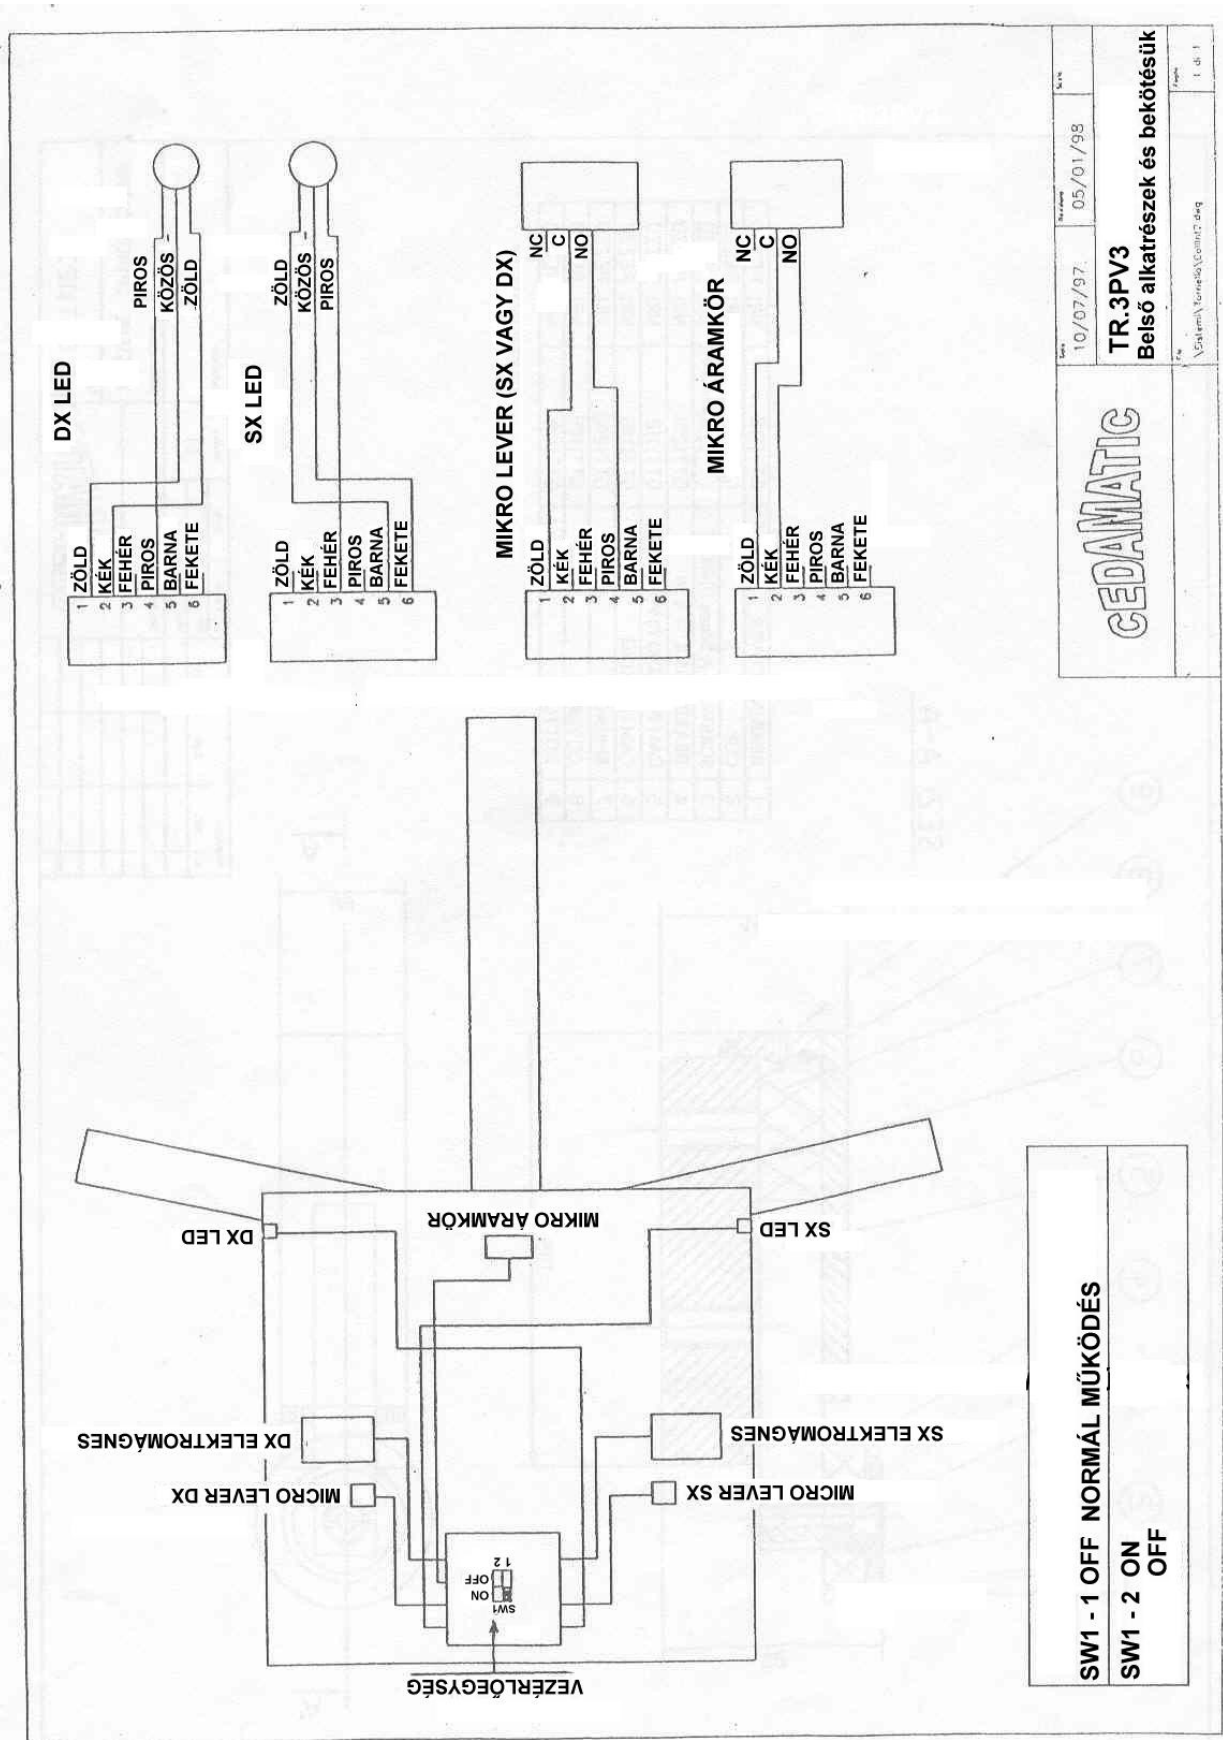 DX LED
PIROS
KÖZÖS -
ZÖLD
1 ZÖLD
2 KÉK
3 FEHÉR
4 PIROS
5 BARNA
6 FEKETE
SX LED
ZÖLD
KÖZÖS -
PIROS
1 ZÖLD
2 KÉK
3 FEHÉR
4 PIROS
5 BARNA
6 FEKETE
MIKRO LEVER (SX VAGY DX)
NC
C
NO
1 ZÖLD
2 KÉK
3 FEHÉR
4 PIROS
5 BARNA
6 FEKETE
MIKRO ÁRAMKÖR
NC
C
NO
1 ZÖLD
2 KÉK
3 FEHÉR
4 PIROS
5 BARNA
6 FEKETE
DX LED
MIKRO ÁRAMKÖR
SX LED
DX ELEKTROMÁGNES
SX ELEKTROMÁGNES
MICRO LEVER DX
MICRO LEVER SX
SW1
ON
OFF
1 2
VEZÉRLŐEGYSÉG
SW1 - 1 OFF NORMÁL MŰKÖDÉS
SW1 - 2 ON
OFF
CEDAMATIC
10/07/97
05/01/98
TR.3PV3
Belső alkatrészek és bekötésük
1 di 1